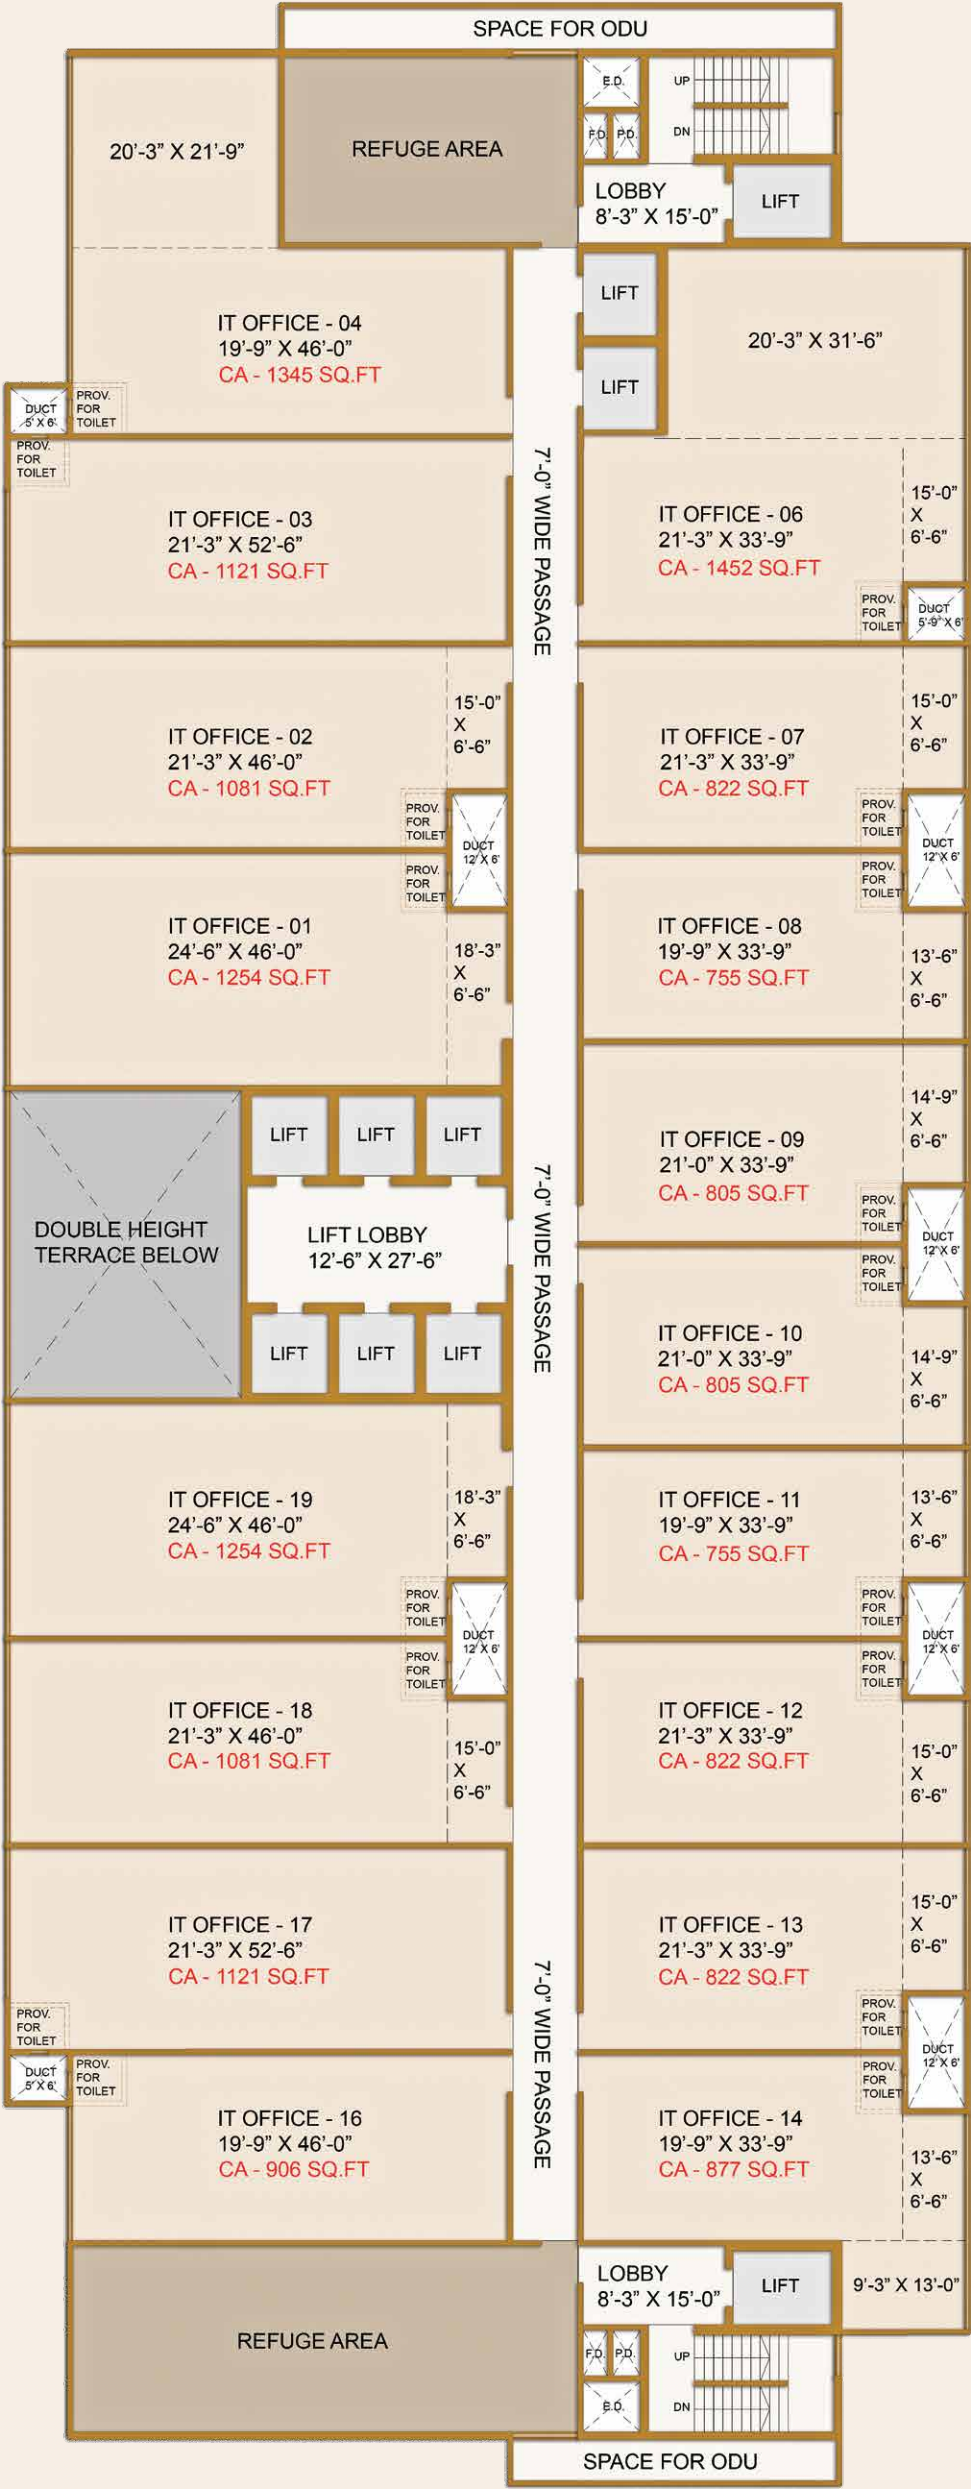 SPACE FOR ODU
20'-3” X 21'-9”
REFUGE AREA
E.D.
F.D.
P.D.
UP
DN
LOBBY
8'-3” X 15'-0”
LIFT
IT OFFICE - 04
19'-9” X 46'-0”
CA - 1345 SQ.FT
LIFT
LIFT
20'-3” X 31'-6”
DUCT
5' X 6'
PROV.
FOR
TOILET
PROV.
FOR
TOILET
IT OFFICE - 03
21'-3” X 52'-6”
CA - 1121 SQ.FT
7'-0” WIDE PASSAGE
IT OFFICE - 06
21'-3” X 33'-9”
CA - 1452 SQ.FT
15'-0”
X
6'-6”
PROV.
FOR
TOILET
DUCT
5'-9” X 6'
IT OFFICE - 02
21'-3” X 46'-0”
CA - 1081 SQ.FT
15'-0”
X
6'-6”
PROV.
FOR
TOILET
DUCT
12' X 6'
PROV.
FOR
TOILET
IT OFFICE - 07
21'-3” X 33'-9”
CA - 822 SQ.FT
15'-0”
X
6'-6”
PROV.
FOR
TOILET
DUCT
12' X 6'
PROV.
FOR
TOILET
IT OFFICE - 01
24'-6” X 46'-0”
CA - 1254 SQ.FT
18'-3”
X
6'-6”
IT OFFICE - 08
19'-9” X 33'-9”
CA - 755 SQ.FT
13'-6”
X
6'-6”
DOUBLE HEIGHT
TERRACE BELOW
LIFT
LIFT
LIFT
LIFT LOBBY
12'-6” X 27'-6”
LIFT
LIFT
LIFT
7'-0” WIDE PASSAGE
IT OFFICE - 09
21'-0” X 33'-9”
CA - 805 SQ.FT
14'-9”
X
6'-6”
PROV.
FOR
TOILET
DUCT
12' X 6'
PROV.
FOR
TOILET
IT OFFICE - 10
21'-0” X 33'-9”
CA - 805 SQ.FT
14'-9”
X
6'-6”
IT OFFICE - 19
24'-6” X 46'-0”
CA - 1254 SQ.FT
18'-3”
X
6'-6”
PROV.
FOR
TOILET
DUCT
12' X 6'
PROV.
FOR
TOILET
IT OFFICE - 11
19'-9” X 33'-9”
CA - 755 SQ.FT
13'-6”
X
6'-6”
PROV.
FOR
TOILET
DUCT
12' X 6'
PROV.
FOR
TOILET
IT OFFICE - 18
21'-3” X 46'-0”
CA - 1081 SQ.FT
15'-0”
X
6'-6”
IT OFFICE - 12
21'-3” X 33'-9”
CA - 822 SQ.FT
15'-0”
X
6'-6”
IT OFFICE - 17
21'-3” X 52'-6”
CA - 1121 SQ.FT
PROV.
FOR
TOILET
DUCT
5' X 6'
PROV.
FOR
TOILET
7'-0” WIDE PASSAGE
IT OFFICE - 13
21'-3” X 33'-9”
CA - 822 SQ.FT
15'-0”
X
6'-6”
PROV.
FOR
TOILET
DUCT
12' X 6'
PROV.
FOR
TOILET
IT OFFICE - 16
19'-9” X 46'-0”
CA - 906 SQ.FT
IT OFFICE - 14
19'-9” X 33'-9”
CA - 877 SQ.FT
13'-6”
X
6'-6”
REFUGE AREA
LOBBY
8'-3” X 15'-0”
LIFT
9'-3” X 13'-0”
F.D.
P.D.
E.D.
UP
DN
SPACE FOR ODU